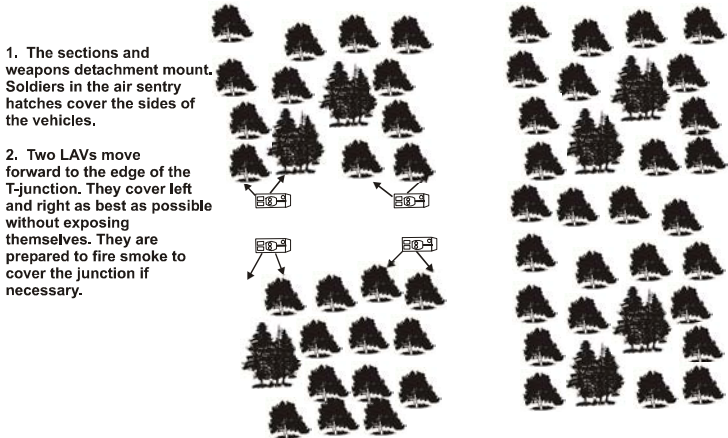 1.  The sections and
weapons detachment mount.
Soldiers in the air sentry
hatches cover the sides of
the vehicles.
2.  Two LAVs move
forward to the edge of the
T-junction. They cover left
and right as best as possible
without exposing
themselves. They are
prepared to fire smoke to
cover the junction if
necessary.